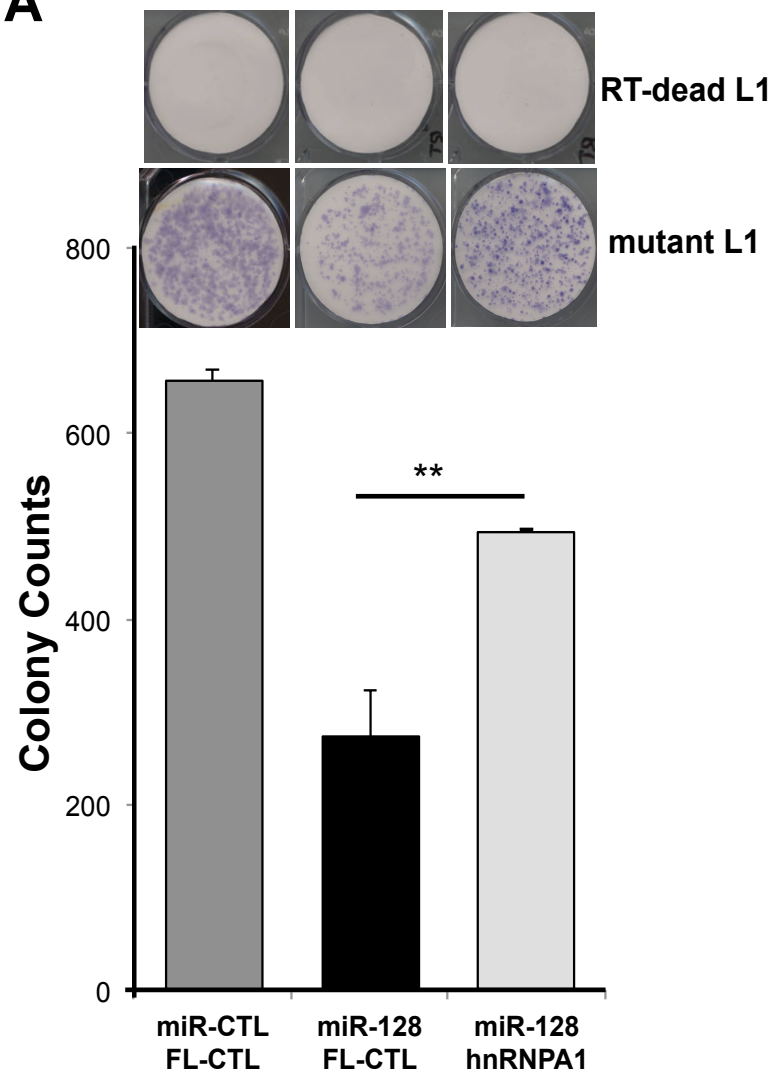 A
RT-dead L1
mutant L1
800
600
400
200
0
Colony Counts
**
miR-CTL
FL-CTL
miR-128
FL-CTL
miR-128
hnRNPA1